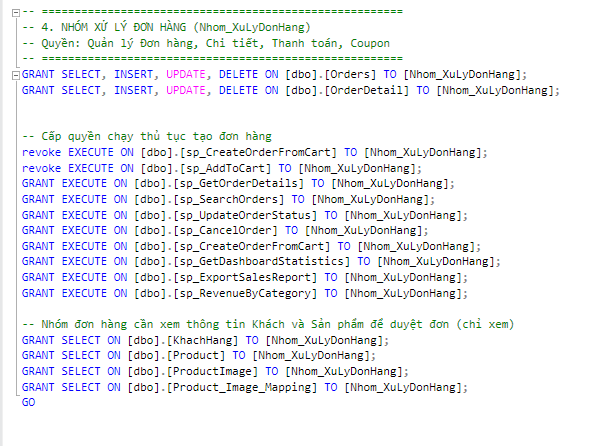 -- =======================================================
-- 4. NHÓM XỬ LÝ ĐƠN HÀNG (Nhom_XuLyDonHang)
-- Quyền: Quản lý Đơn hàng, Chi tiết, Thanh toán, Coupon
-- =======================================================
GRANT SELECT, INSERT, UPDATE, DELETE ON [dbo].[Orders] TO [Nhom_XuLyDonHang];
GRANT SELECT, INSERT, UPDATE, DELETE ON [dbo].[OrderDetail] TO [Nhom_XuLyDonHang];
-- Cấp quyền chạy thủ tục tạo đơn hàng
revoke EXECUTE ON [dbo].[sp_CreateOrderFromCart] TO [Nhom_XuLyDonHang];
revoke EXECUTE ON [dbo].[sp_AddToCart] TO [Nhom_XuLyDonHang];
GRANT EXECUTE ON [dbo].[sp_GetOrderDetails] TO [Nhom_XuLyDonHang];
GRANT EXECUTE ON [dbo].[sp_SearchOrders] TO [Nhom_XuLyDonHang];
GRANT EXECUTE ON [dbo].[sp_UpdateOrderStatus] TO [Nhom_XuLyDonHang];
GRANT EXECUTE ON [dbo].[sp_CancelOrder] TO [Nhom_XuLyDonHang];
GRANT EXECUTE ON [dbo].[sp_CreateOrderFromCart] TO [Nhom_XuLyDonHang];
GRANT EXECUTE ON [dbo].[sp_GetDashboardStatistics] TO [Nhom_XuLyDonHang];
GRANT EXECUTE ON [dbo].[sp_ExportSalesReport] TO [Nhom_XuLyDonHang];
GRANT EXECUTE ON [dbo].[sp_RevenueByCategory] TO [Nhom_XuLyDonHang];
-- Nhóm đơn hàng cần xem thông tin Khách và Sản phẩm để duyệt đơn (chỉ xem)
GRANT SELECT ON [dbo].[KhachHang] TO [Nhom_XuLyDonHang];
GRANT SELECT ON [dbo].[Product] TO [Nhom_XuLyDonHang];
GRANT SELECT ON [dbo].[ProductImage] TO [Nhom_XuLyDonHang];
GRANT SELECT ON [dbo].[Product_Image_Mapping] TO [Nhom_XuLyDonHang];
GO